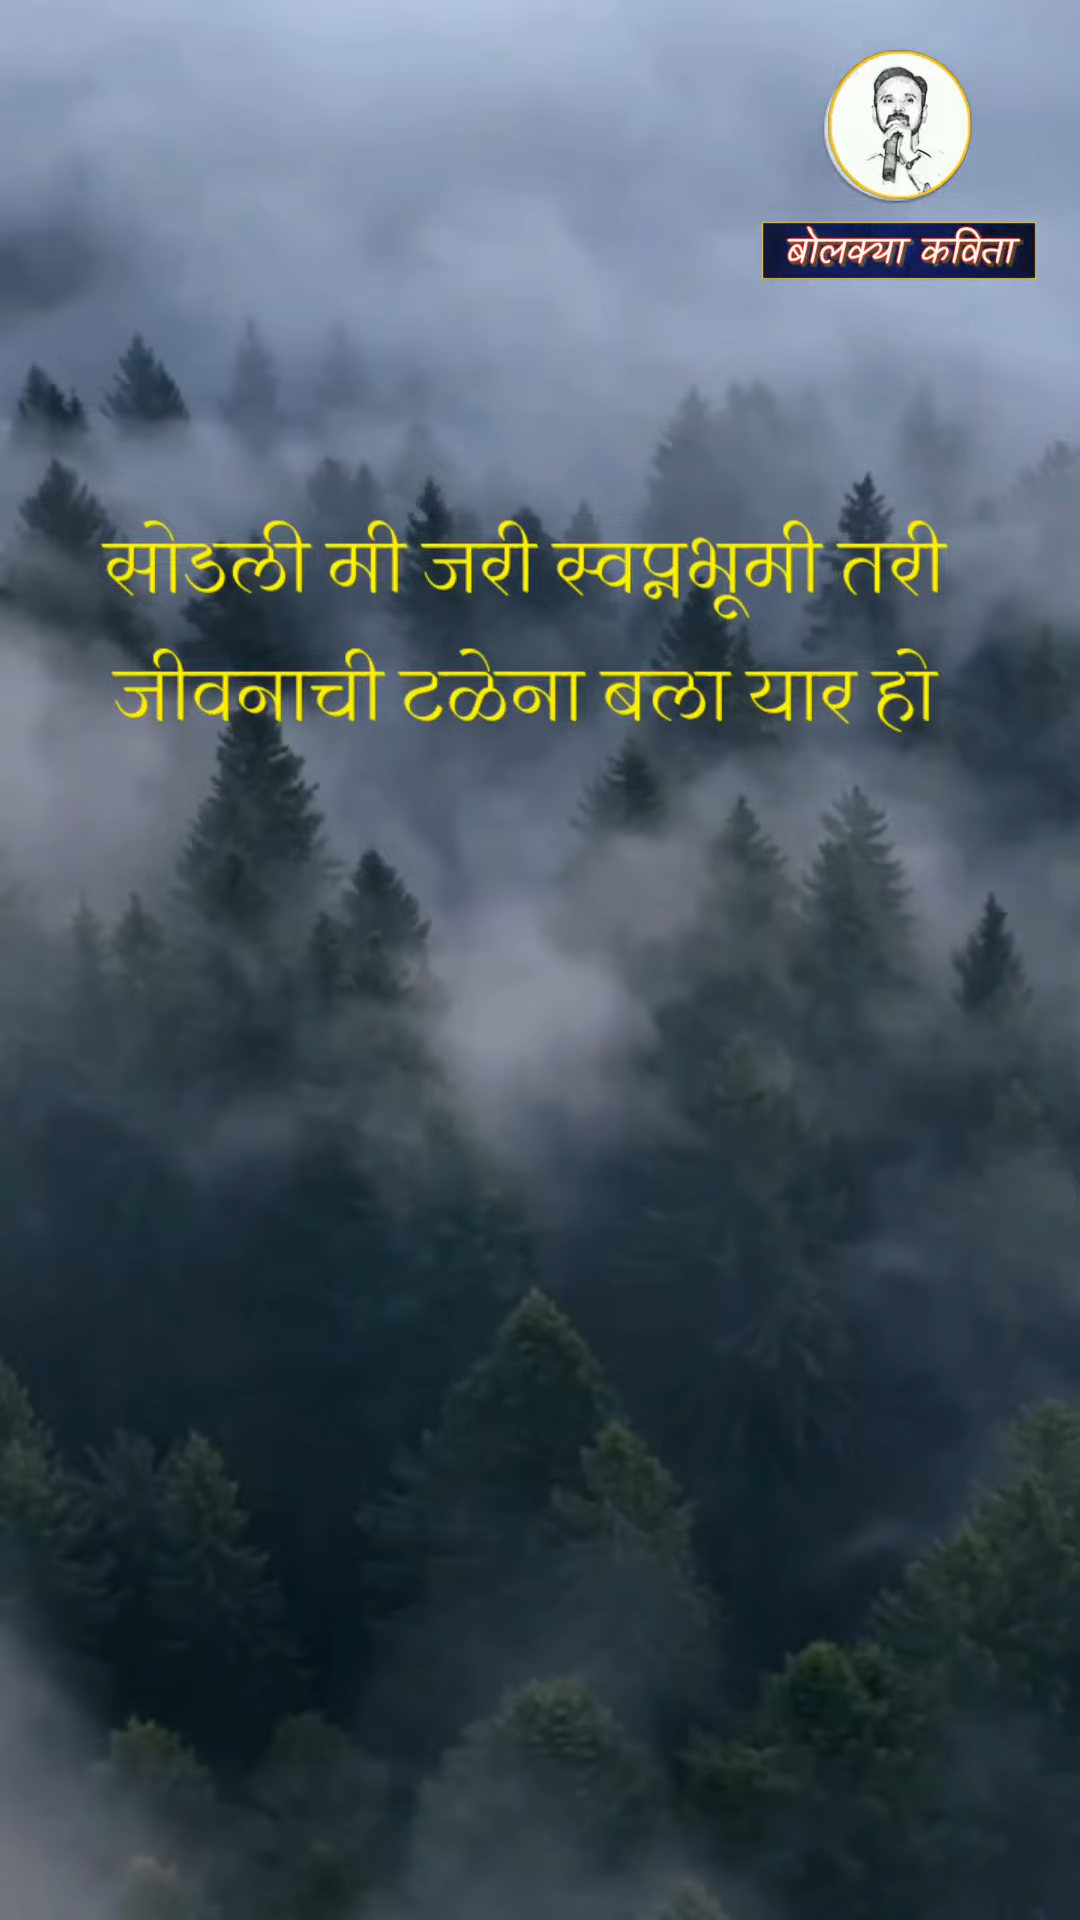 बोलक्या कविता
सोडली मी जरी स्वप्नभूमी तरी
जीवनाची टळेना बला यार हो